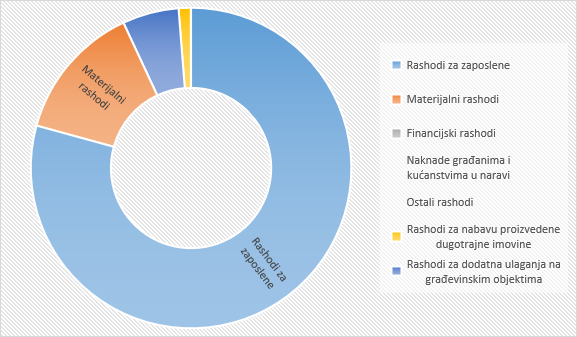 Materijalni
rashodi
Rashodi za
zaposlene
Rashodi za zaposlene
Materijalni rashodi
Financijski rashodi
Naknade građanima i
kućanstvima u naravi
Ostali rashodi
Rashodi za nabavu proizvedene
dugotrajne imovine
Rashodi za dodatna ulaganja na
građevinskim objektima